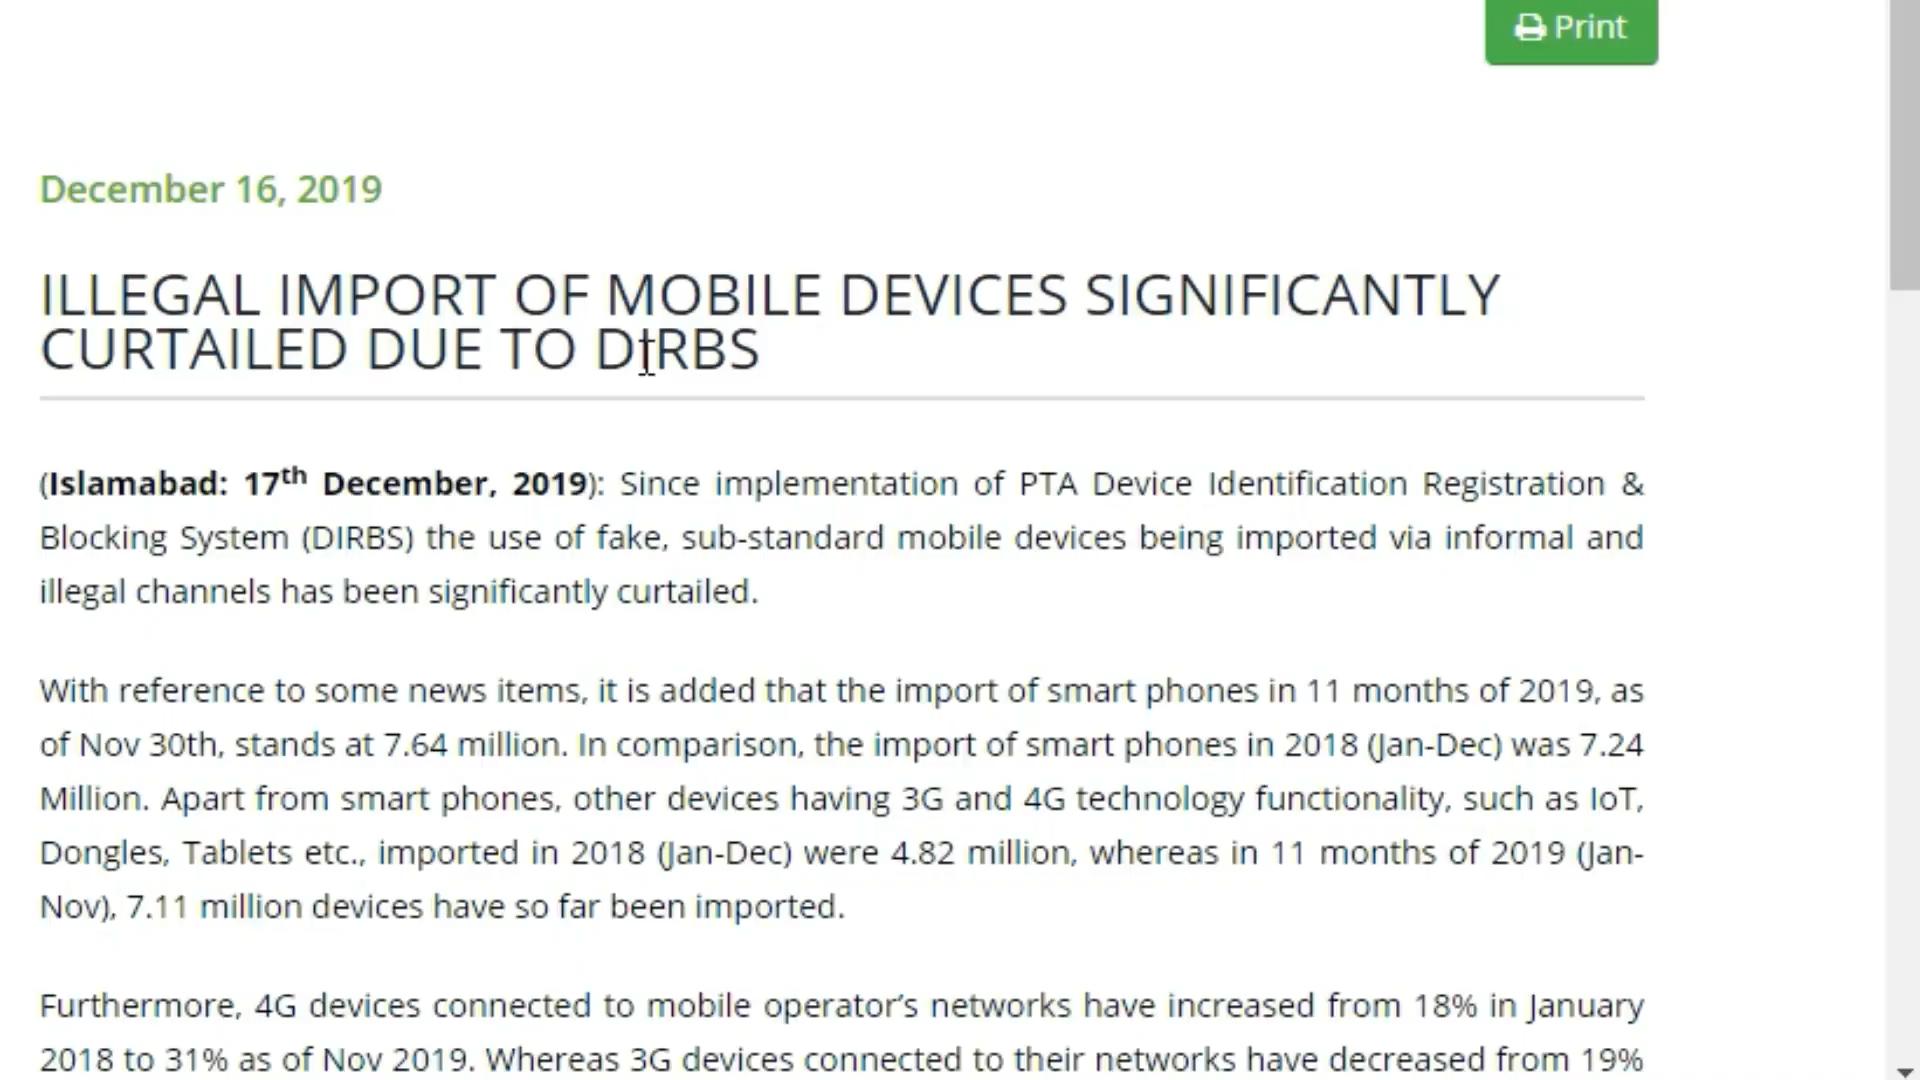 Print
December 16, 2019
ILLEGAL IMPORT OF MOBILE DEVICES SIGNIFICANTLY
CURTAILED DUE TO DIRBS
(Islamabad: 17th December, 2019): Since implementation of PTA Device Identification Registration &
Blocking System (DIRBS) the use of fake, sub-standard mobile devices being imported via informal and
illegal channels has been significantly curtailed.
With reference to some news items, it is added that the import of smart phones in 11 months of 2019, as
of Nov 30th, stands at 7.64 million. In comparison, the import of smart phones in 2018 (Jan-Dec) was 7.24
Million. Apart from smart phones, other devices having 3G and 4G technology functionality, such as IoT,
Dongles, Tablets etc., imported in 2018 (Jan-Dec) were 4.82 million, whereas in 11 months of 2019 (Jan-
Nov), 7.11 million devices have so far been imported.
Furthermore, 4G devices connected to mobile operator’s networks have increased from 18% in January
2018 to 31% as of Nov 2019. Whereas 3G devices connected to their networks have decreased from 19%